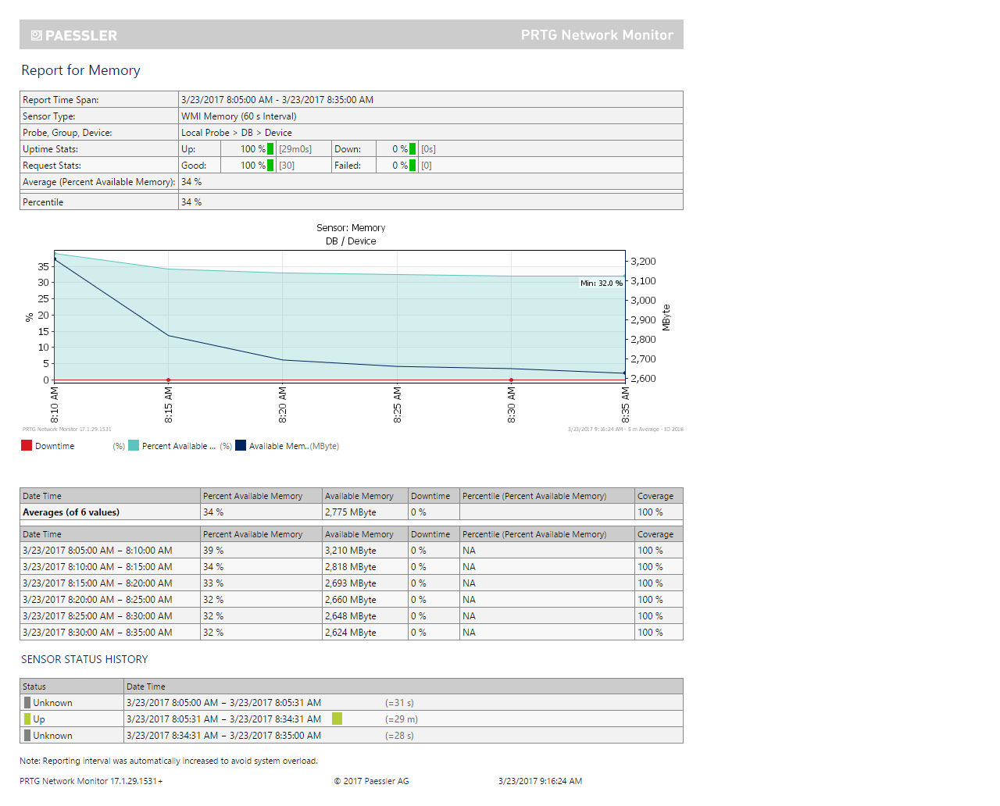 PAESSLER PRTG Network Monitor
Report for Memory
Report Time Span: 3/23/2017 8:05:00 AM - 3/23/2017 8:35:00 AM
Sensor Type: WMI Memory (60 s Interval)
Probe, Group, Device: Local Probe > DB > Device
Uptime Stats: Up: 100 % [29m0s] Down: 0 % [0s]
Request Stats: Good: 100 % [30] Failed: 0 % [0]
Average (Percent Available Memory): 34 %
Percentile 34 %
Sensor: Memory
DB / Device
35 3,200
30 3,100
25 3,000
20 2,900
15 2,800
10 2,700
5 2,600
0
%
MByte
Min: 32.0 %
8:10 AM 8:15 AM 8:20 AM 8:25 AM 8:30 AM 8:35 AM
PRTG Network Monitor 17.1.29.1531 3/23/2017 9:16:24 AM - 5 m Average - ID 2018
Downtime (%) Percent Available ... (%) Available Mem.. (MByte)
Date Time Percent Available Memory Available Memory Downtime Percentile (Percent Available Memory) Coverage
Averages (of 6 values) 34 % 2,775 MByte 0 % 100 %
Date Time Percent Available Memory Available Memory Downtime Percentile (Percent Available Memory) Coverage
3/23/2017 8:05:00 AM – 8:10:00 AM 39 % 3,210 MByte 0 % NA 100 %
3/23/2017 8:10:00 AM – 8:15:00 AM 34 % 2,818 MByte 0 % NA 100 %
3/23/2017 8:15:00 AM – 8:20:00 AM 33 % 2,693 MByte 0 % NA 100 %
3/23/2017 8:20:00 AM – 8:25:00 AM 32 % 2,660 MByte 0 % NA 100 %
3/23/2017 8:25:00 AM – 8:30:00 AM 32 % 2,648 MByte 0 % NA 100 %
3/23/2017 8:30:00 AM – 8:35:00 AM 32 % 2,624 MByte 0 % NA 100 %
SENSOR STATUS HISTORY
Status Date Time
Unknown 3/23/2017 8:05:00 AM – 3/23/2017 8:05:31 AM (=31 s)
Up 3/23/2017 8:05:31 AM – 3/23/2017 8:34:31 AM (=29 m)
Unknown 3/23/2017 8:34:31 AM – 3/23/2017 8:35:00 AM (=28 s)
Note: Reporting interval was automatically increased to avoid system overload.
PRTG Network Monitor 17.1.29.1531+ © 2017 Paessler AG 3/23/2017 9:16:24 AM